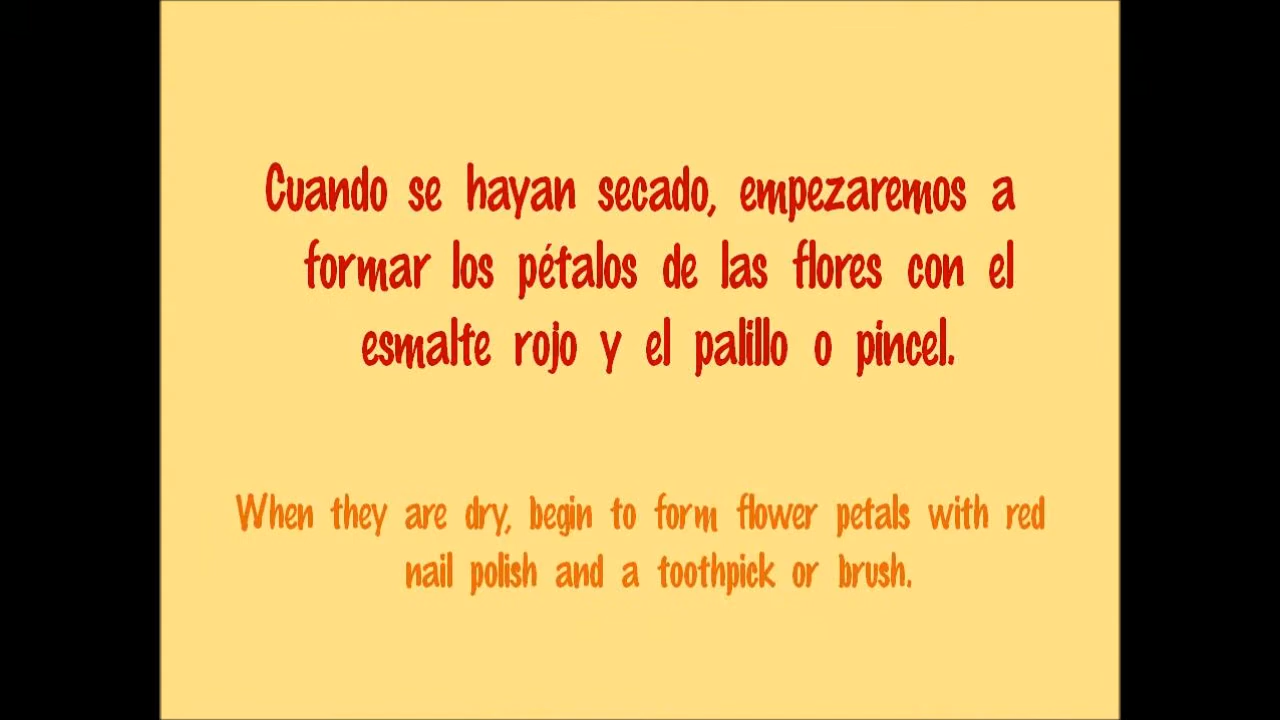 Cuando se hayan secado, empezaremos a
formar los pétalos de las flores con el
esmalte rojo y el palillo o pincel.
When they are dry, begin to form flower petals with red
nail polish and a toothpick or brush.